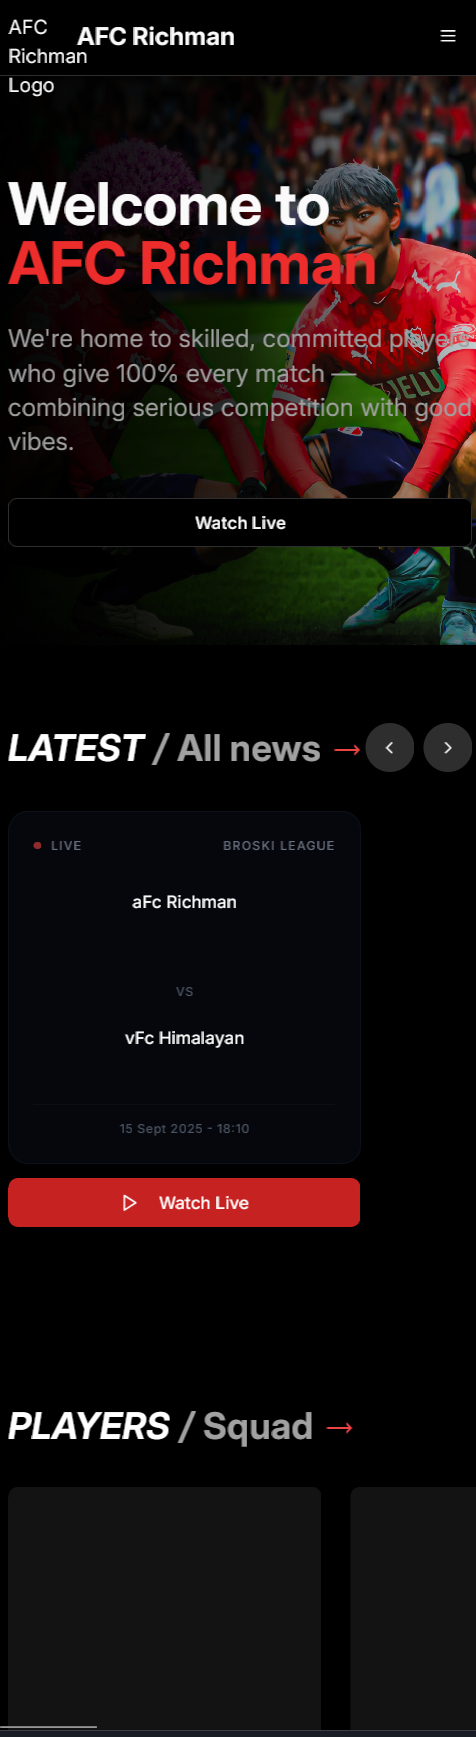 AFC
Richman
Logo
AFC Richman
Welcome to
AFC Richman
We're home to skilled, committed players
who give 100% every match —
combining serious competition with good
vibes.
Watch Live
LATEST / All news →
LIVE
BROSKI LEAGUE
aFc Richman
VS
vFc Himalayan
15 Sept 2025 - 18:10
Watch Live
PLAYERS / Squad →